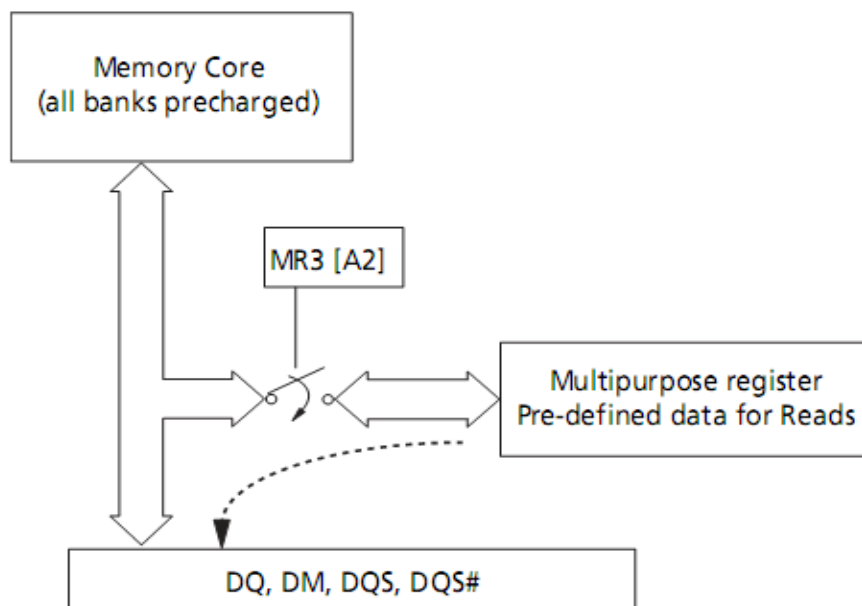 Memory Core
(all banks precharged)
MR3 [A2]
Multipurpose register
Pre-defined data for Reads
DQ, DM, DQS, DQS#